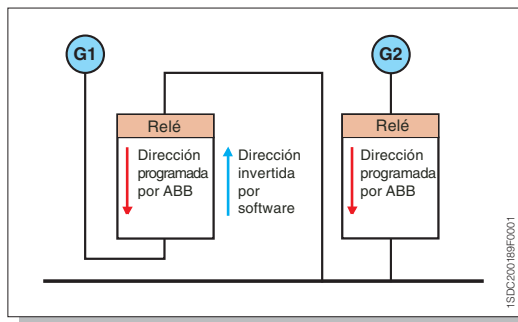 G1
G2
Relé
Dirección
programada
por ABB
Dirección
invertida
por
software
Relé
Dirección
programada
por ABB
1SDC200189F0001